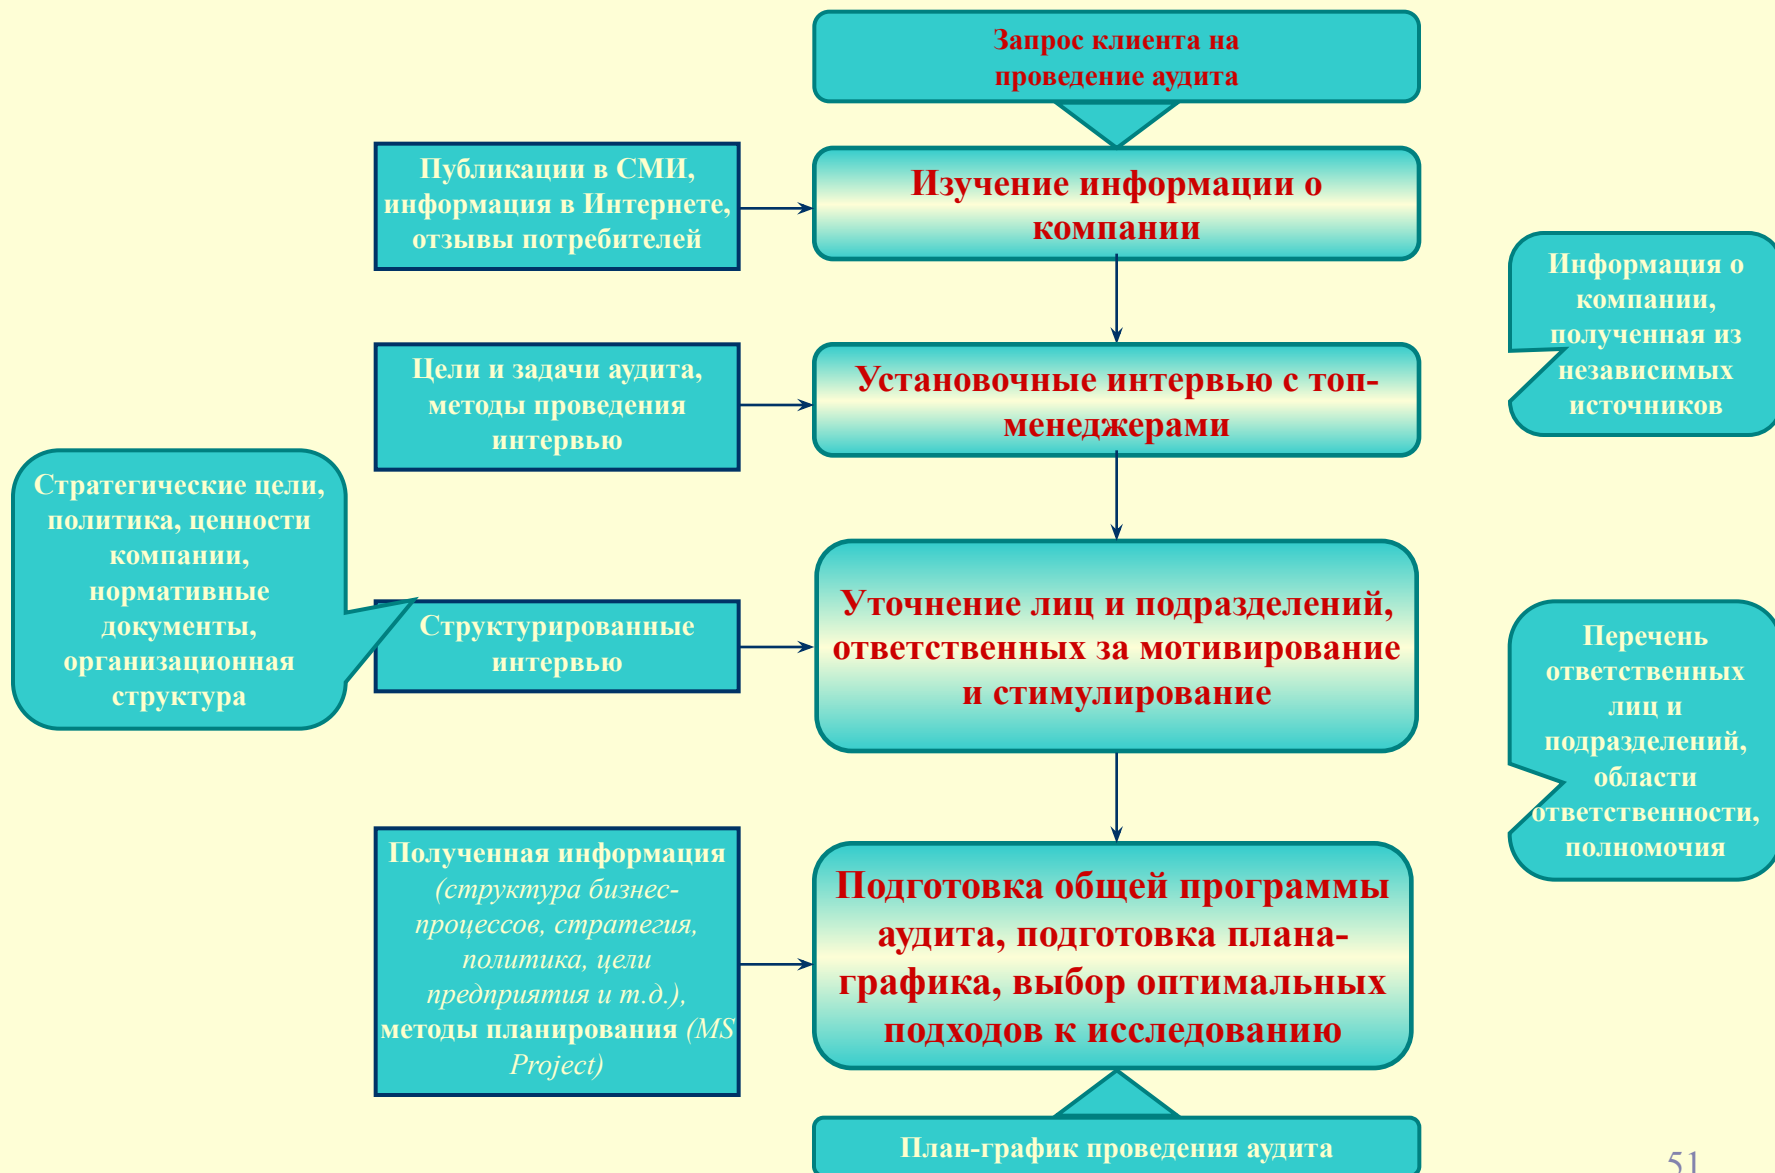 Запрос клиента на
проведение аудита
Публикации в СМИ,
информация в Интернете,
отзывы потребителей
Изучение информации о
компании
Информация о
компании,
полученная из
независимых
источников
Цели и задачи аудита,
методы проведения
интервью
Установочные интервью с топ-
менеджерами
Стратегические цели,
политика, ценности
компании,
нормативные
документы,
организационная
структура
Структурированные
интервью
Уточнение лиц и подразделений,
ответственных за мотивирование
и стимулирование
Перечень
ответственных
лиц и
подразделений,
области
ответственности,
полномочия
Полученная информация
(структура бизнес-
процессов, стратегия,
политика, цели
предприятия и т.д.),
методы планирования (MS
Project)
Подготовка общей программы
аудита, подготовка плана-
графика, выбор оптимальных
подходов к исследованию
План-график проведения аудита
51